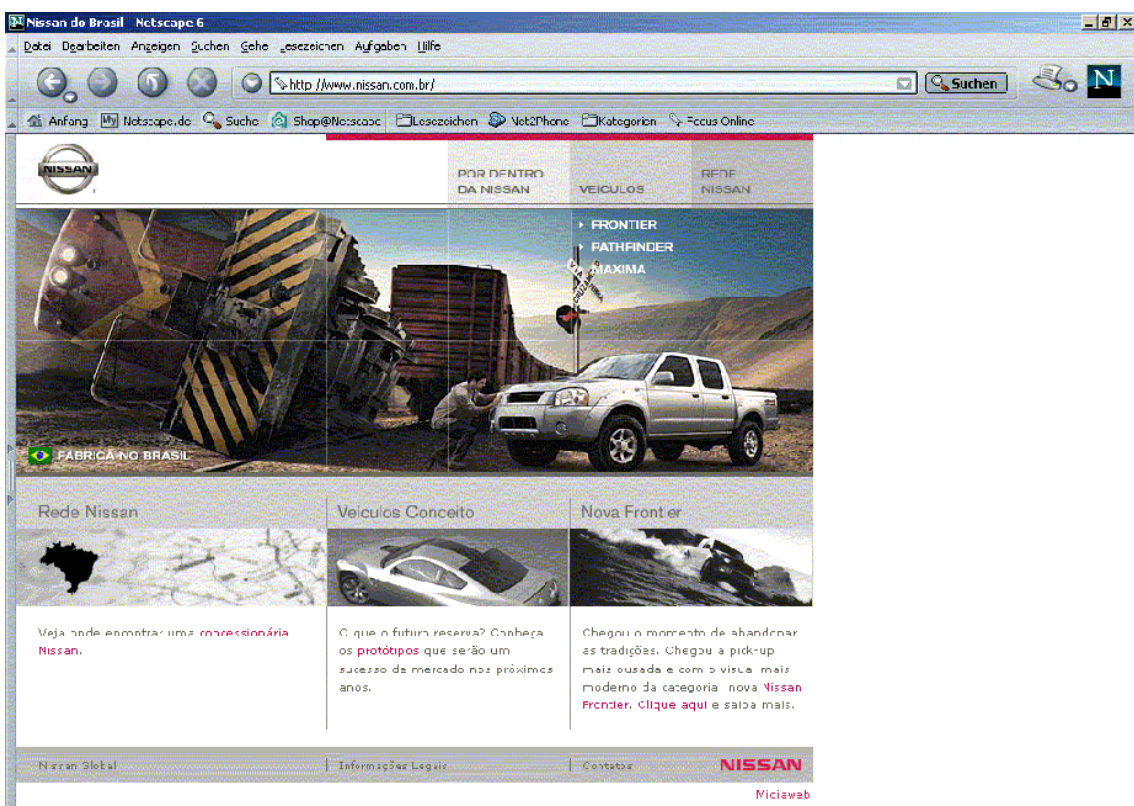 Nissan do Brasil - Netscape 6
Datei Bearbeiten Anzeigen Suchen Gehe Lesezeichen Aufgaben Hilfe
http://www.nissan.com.br/ Suchen N
Anfang My Netscape.de Suche Shop@Netscape Lesezeichen Net2Phone Kategorien Focus Online
NISSAN
POR DENTRO
DA NISSAN
VEÍCULOS
REDE
NISSAN
FRONTIER
PATHFINDER
MAXIMA
FÁBRICA NO BRASIL
Rede Nissan
Veja onde encontrar uma concessionária
Nissan.
Veículos Conceito
O que o futuro reserva? Conheça
os protótipos que serão um
sucesso de mercado nos próximos
anos.
Nova Frontier
Chegou o momento de abandonar
as tradições. Chegou a pick-up
mais ousada e com o visual mais
moderno da categoria: nova Nissan
Frontier. Clique aqui e saiba mais.
Nissan Global | Informações Legais | Contatos NISSAN